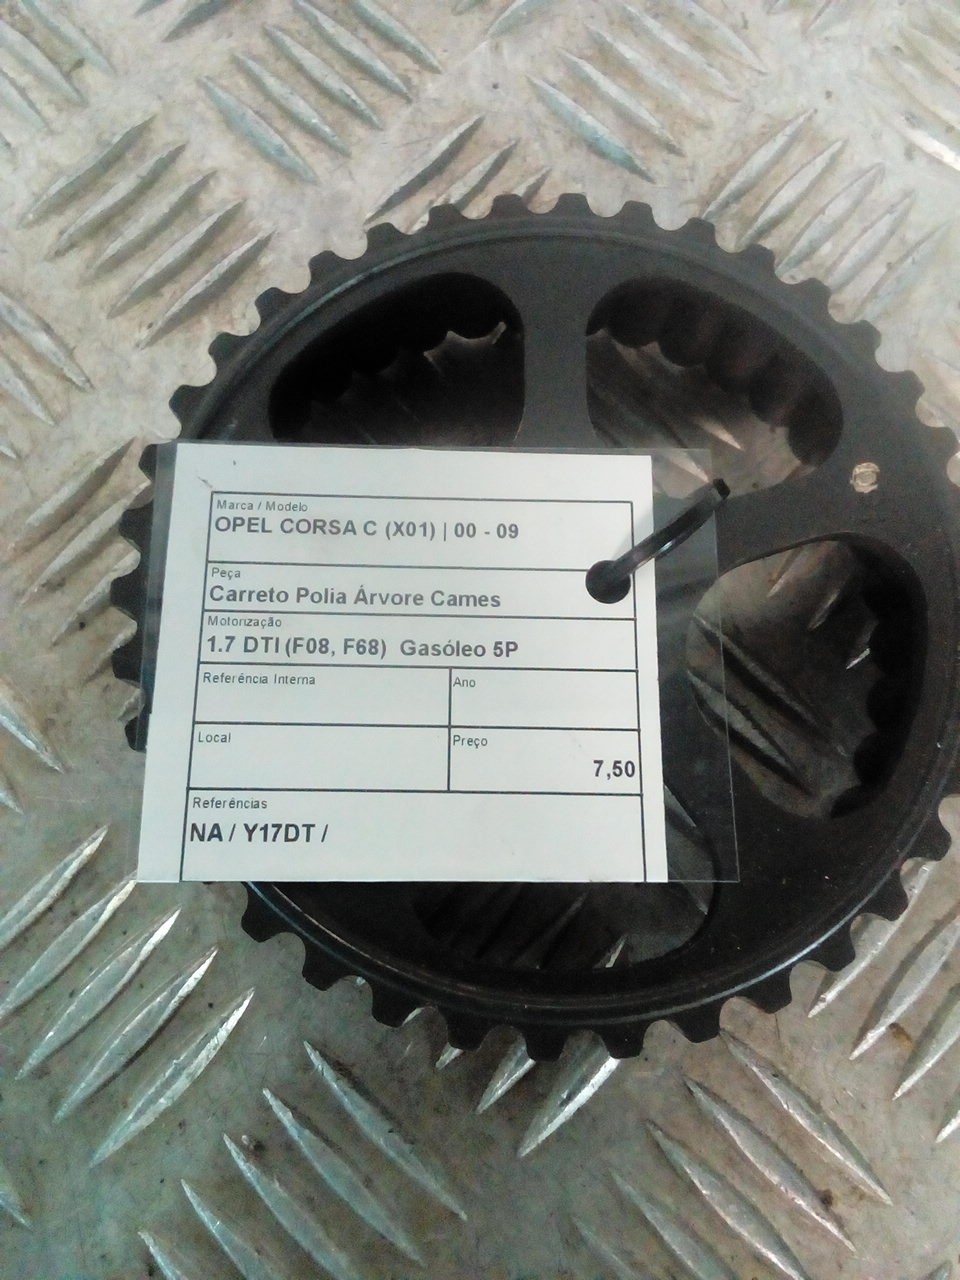 Marca / Modelo
OPEL CORSA C (X01) | 00 - 09
Peça
Carreto Polia Árvore Cames
Motorização
1.7 DTI (F08, F68)  Gasóleo 5P
Referência Interna
Ano
Local
Preço
7,50
Referências
NA / Y17DT /